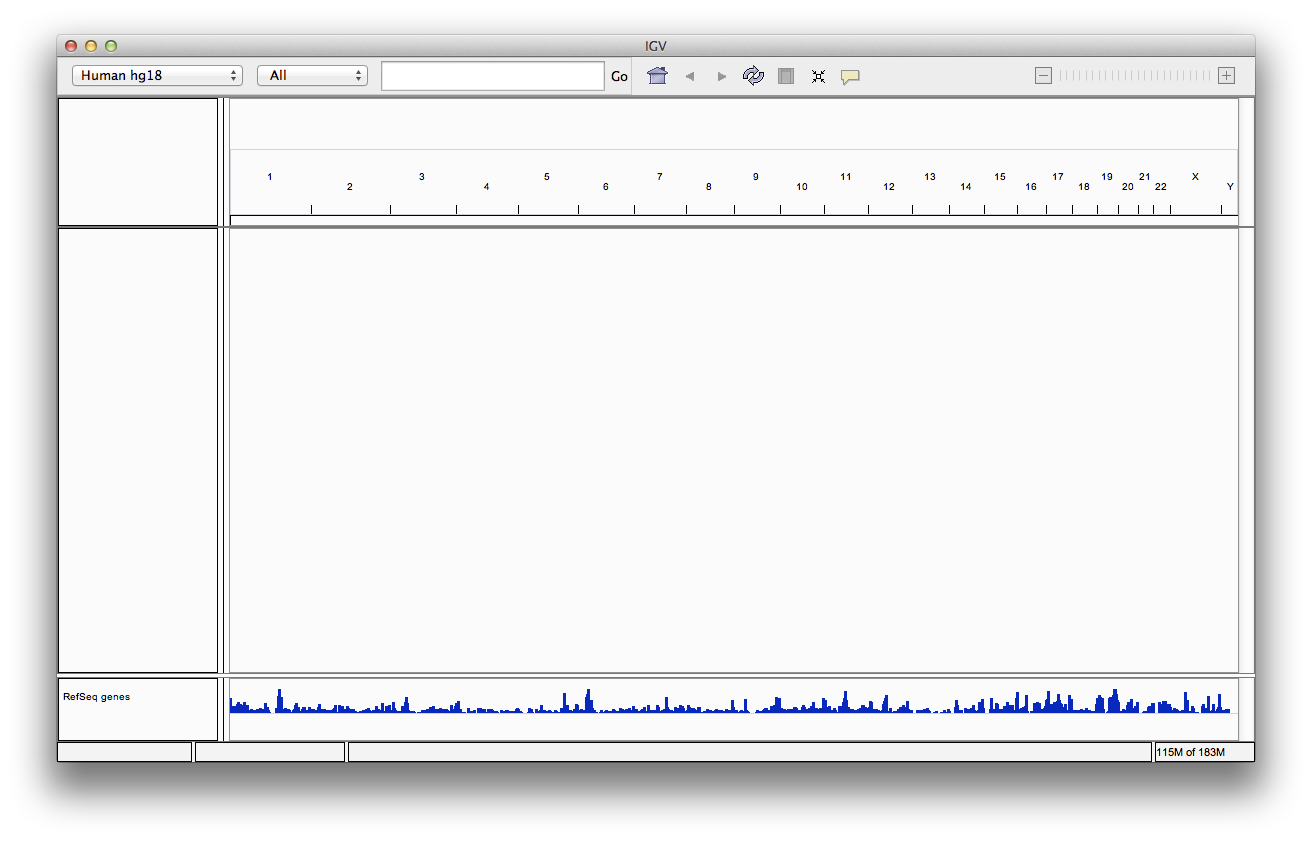 IGV
Human hg18 All Go
1 2 3 4 5 6 7 8 9 10 11 12 13 14 15 16 17 18 19 20 21 22 X Y
RefSeq genes
115M of 183M